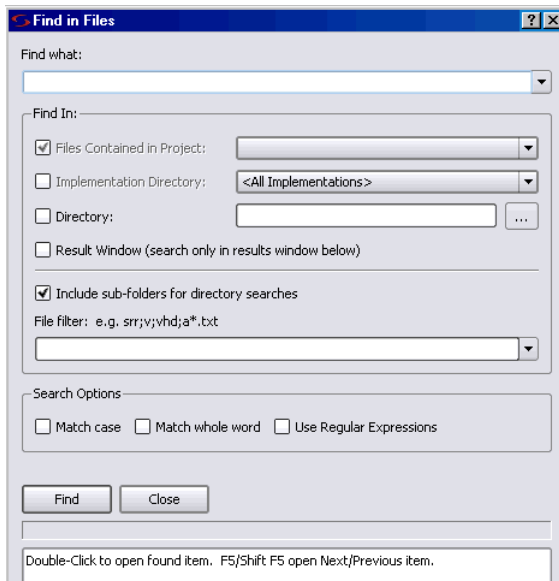 Find in Files
Find what:
Find In:
Files Contained in Project:
Implementation Directory: <All Implementations>
Directory: ...
Result Window (search only in results window below)
Include sub-folders for directory searches
File filter: e.g. srr;v;vhd;a*.txt
Search Options
Match case Match whole word Use Regular Expressions
Find Close
Double-Click to open found item. F5/Shift F5 open Next/Previous item.